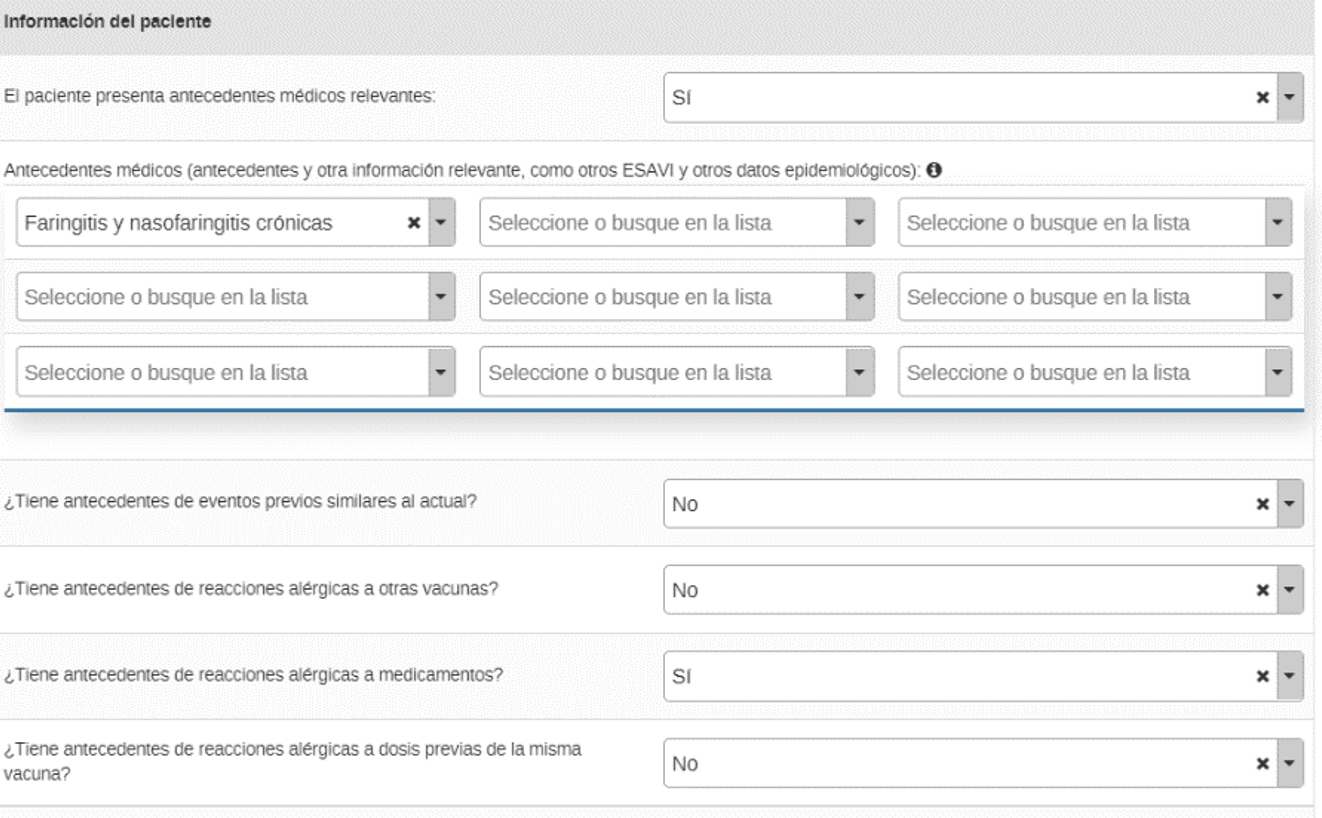 Información del paciente
El paciente presenta antecedentes médicos relevantes:
Sí
Antecedentes médicos (antecedentes y otra información relevante, como otros ESAVI y otros datos epidemiológicos):
Faringitis y nasofaringitis crónicas Seleccione o busque en la lista Seleccione o busque en la lista
Seleccione o busque en la lista Seleccione o busque en la lista Seleccione o busque en la lista
Seleccione o busque en la lista Seleccione o busque en la lista Seleccione o busque en la lista
¿Tiene antecedentes de eventos previos similares al actual?
No
¿Tiene antecedentes de reacciones alérgicas a otras vacunas?
No
¿Tiene antecedentes de reacciones alérgicas a medicamentos?
Sí
¿Tiene antecedentes de reacciones alérgicas a dosis previas de la misma
vacuna?
No